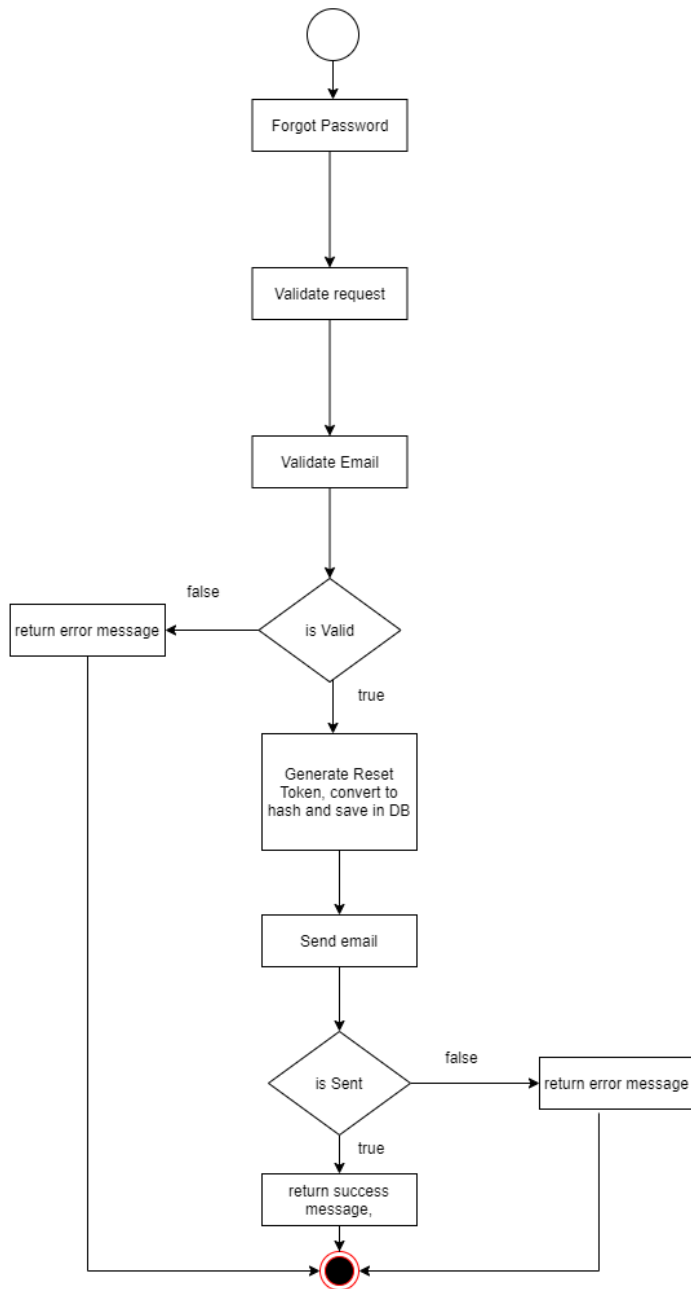 Forgot Password
Validate request
Validate Email
false
return error message
is Valid
true
Generate Reset
Token, convert to
hash and save in DB
Send email
is Sent
false
return error message
true
return success
message,